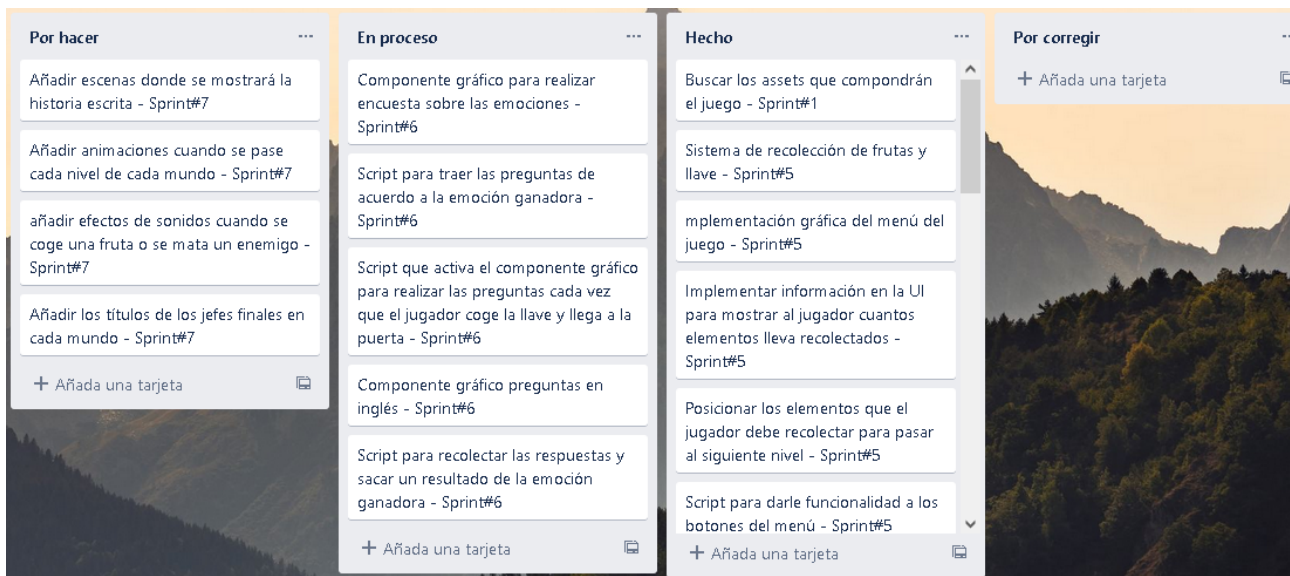 Por hacer
Añadir escenas donde se mostrará la
historia escrita - Sprint#7
Añadir animaciones cuando se pase
cada nivel de cada mundo - Sprint#7
añadir efectos de sonidos cuando se
coge una fruta o se mata un enemigo -
Sprint#7
Añadir los títulos de los jefes finales en
cada mundo - Sprint#7
+ Añada una tarjeta
En proceso
Componente gráfico para realizar
encuesta sobre las emociones -
Sprint#6
Script para traer las preguntas de
acuerdo a la emoción ganadora -
Sprint#6
Script que activa el componente gráfico
para realizar las preguntas cada vez
que el jugador coge la llave y llega a la
puerta - Sprint#6
Componente gráfico preguntas en
inglés - Sprint#6
Script para recolectar las respuestas y
sacar un resultado de la emoción
ganadora - Sprint#6
+ Añada una tarjeta
Hecho
Buscar los assets que compondrán
el juego - Sprint#1
Sistema de recolección de frutas y
llave - Sprint#5
mplementación gráfica del menú del
juego - Sprint#5
Implementar información en la UI
para mostrar al jugador cuantos
elementos lleva recolectados -
Sprint#5
Posicionar los elementos que el
jugador debe recolectar para pasar
al siguiente nivel - Sprint#5
Script para darle funcionalidad a los
botones del menú - Sprint#5
+ Añada una tarjeta
Por corregir
+ Añada una tarjeta